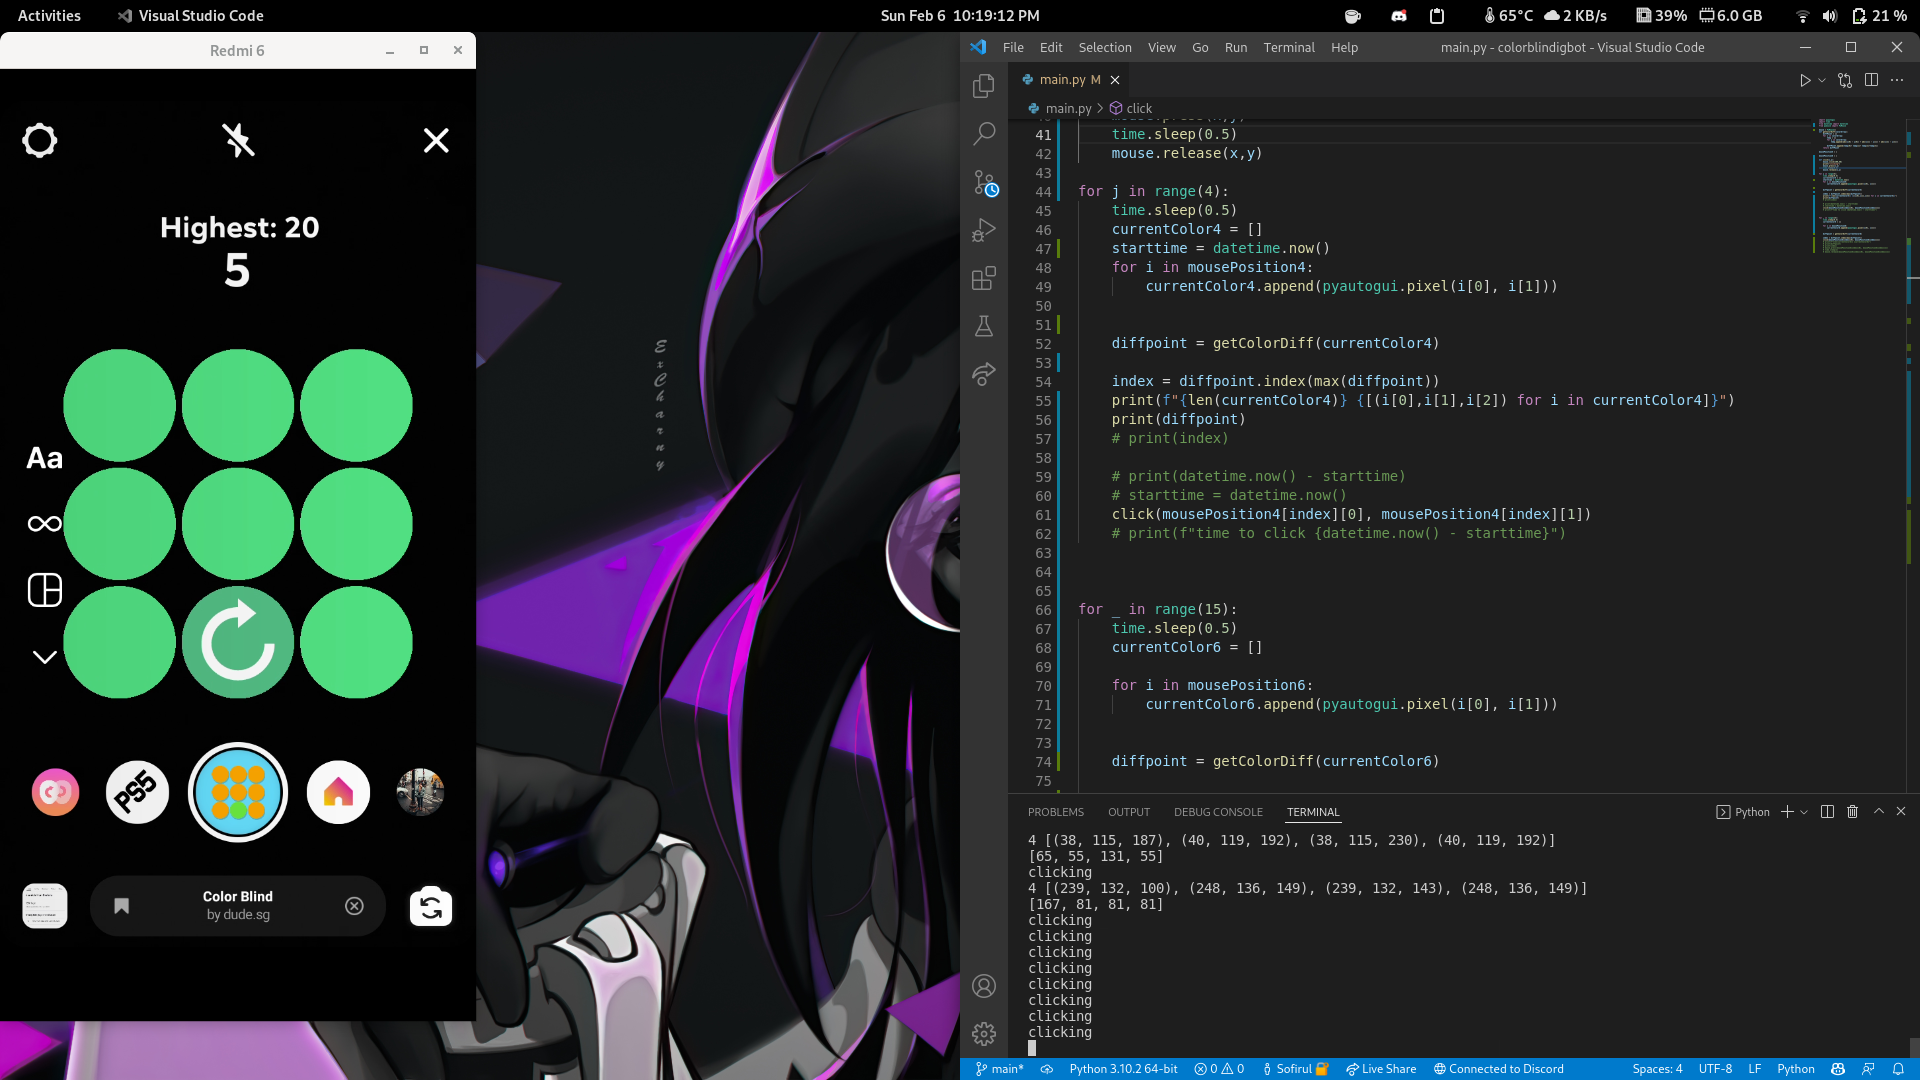 Activities
Visual Studio Code
Sun Feb 6 10:19:12 PM
65°C
2 KB/s
39%
6.0 GB
21 %
Redmi 6
Highest: 20
5
Aa
PS5
Color Blind
by dude.sg
ExCharny
File Edit Selection View Go Run Terminal Help
main.py - colorblindigbot - Visual Studio Code
main.py M
main.py > click
41 time.sleep(0.5)
42 mouse.release(x,y)
43
44 for j in range(4):
45 time.sleep(0.5)
46 currentColor4 = []
47 starttime = datetime.now()
48 for i in mousePosition4:
49 currentColor4.append(pyautogui.pixel(i[0], i[1]))
50
51
52 diffpoint = getColorDiff(currentColor4)
53
54 index = diffpoint.index(max(diffpoint))
55 print(f"{len(currentColor4)} {[(i[0],i[1],i[2]) for i in currentColor4]}")
56 print(diffpoint)
57 # print(index)
58
59 # print(datetime.now() - starttime)
60 # starttime = datetime.now()
61 click(mousePosition4[index][0], mousePosition4[index][1])
62 # print(f"time to click {datetime.now() - starttime}")
63
64
65
66 for _ in range(15):
67 time.sleep(0.5)
68 currentColor6 = []
69
70 for i in mousePosition6:
71 currentColor6.append(pyautogui.pixel(i[0], i[1]))
72
73
74 diffpoint = getColorDiff(currentColor6)
75
PROBLEMS OUTPUT DEBUG CONSOLE TERMINAL
Python
4 [(38, 115, 187), (40, 119, 192), (38, 115, 230), (40, 119, 192)]
[65, 55, 131, 55]
clicking
4 [(239, 132, 100), (248, 136, 149), (239, 132, 143), (248, 136, 149)]
[167, 81, 81, 81]
clicking
clicking
clicking
clicking
clicking
clicking
clicking
clicking
main* Python 3.10.2 64-bit 0 0 Sofirul Live Share Connected to Discord Spaces: 4 UTF-8 LF Python